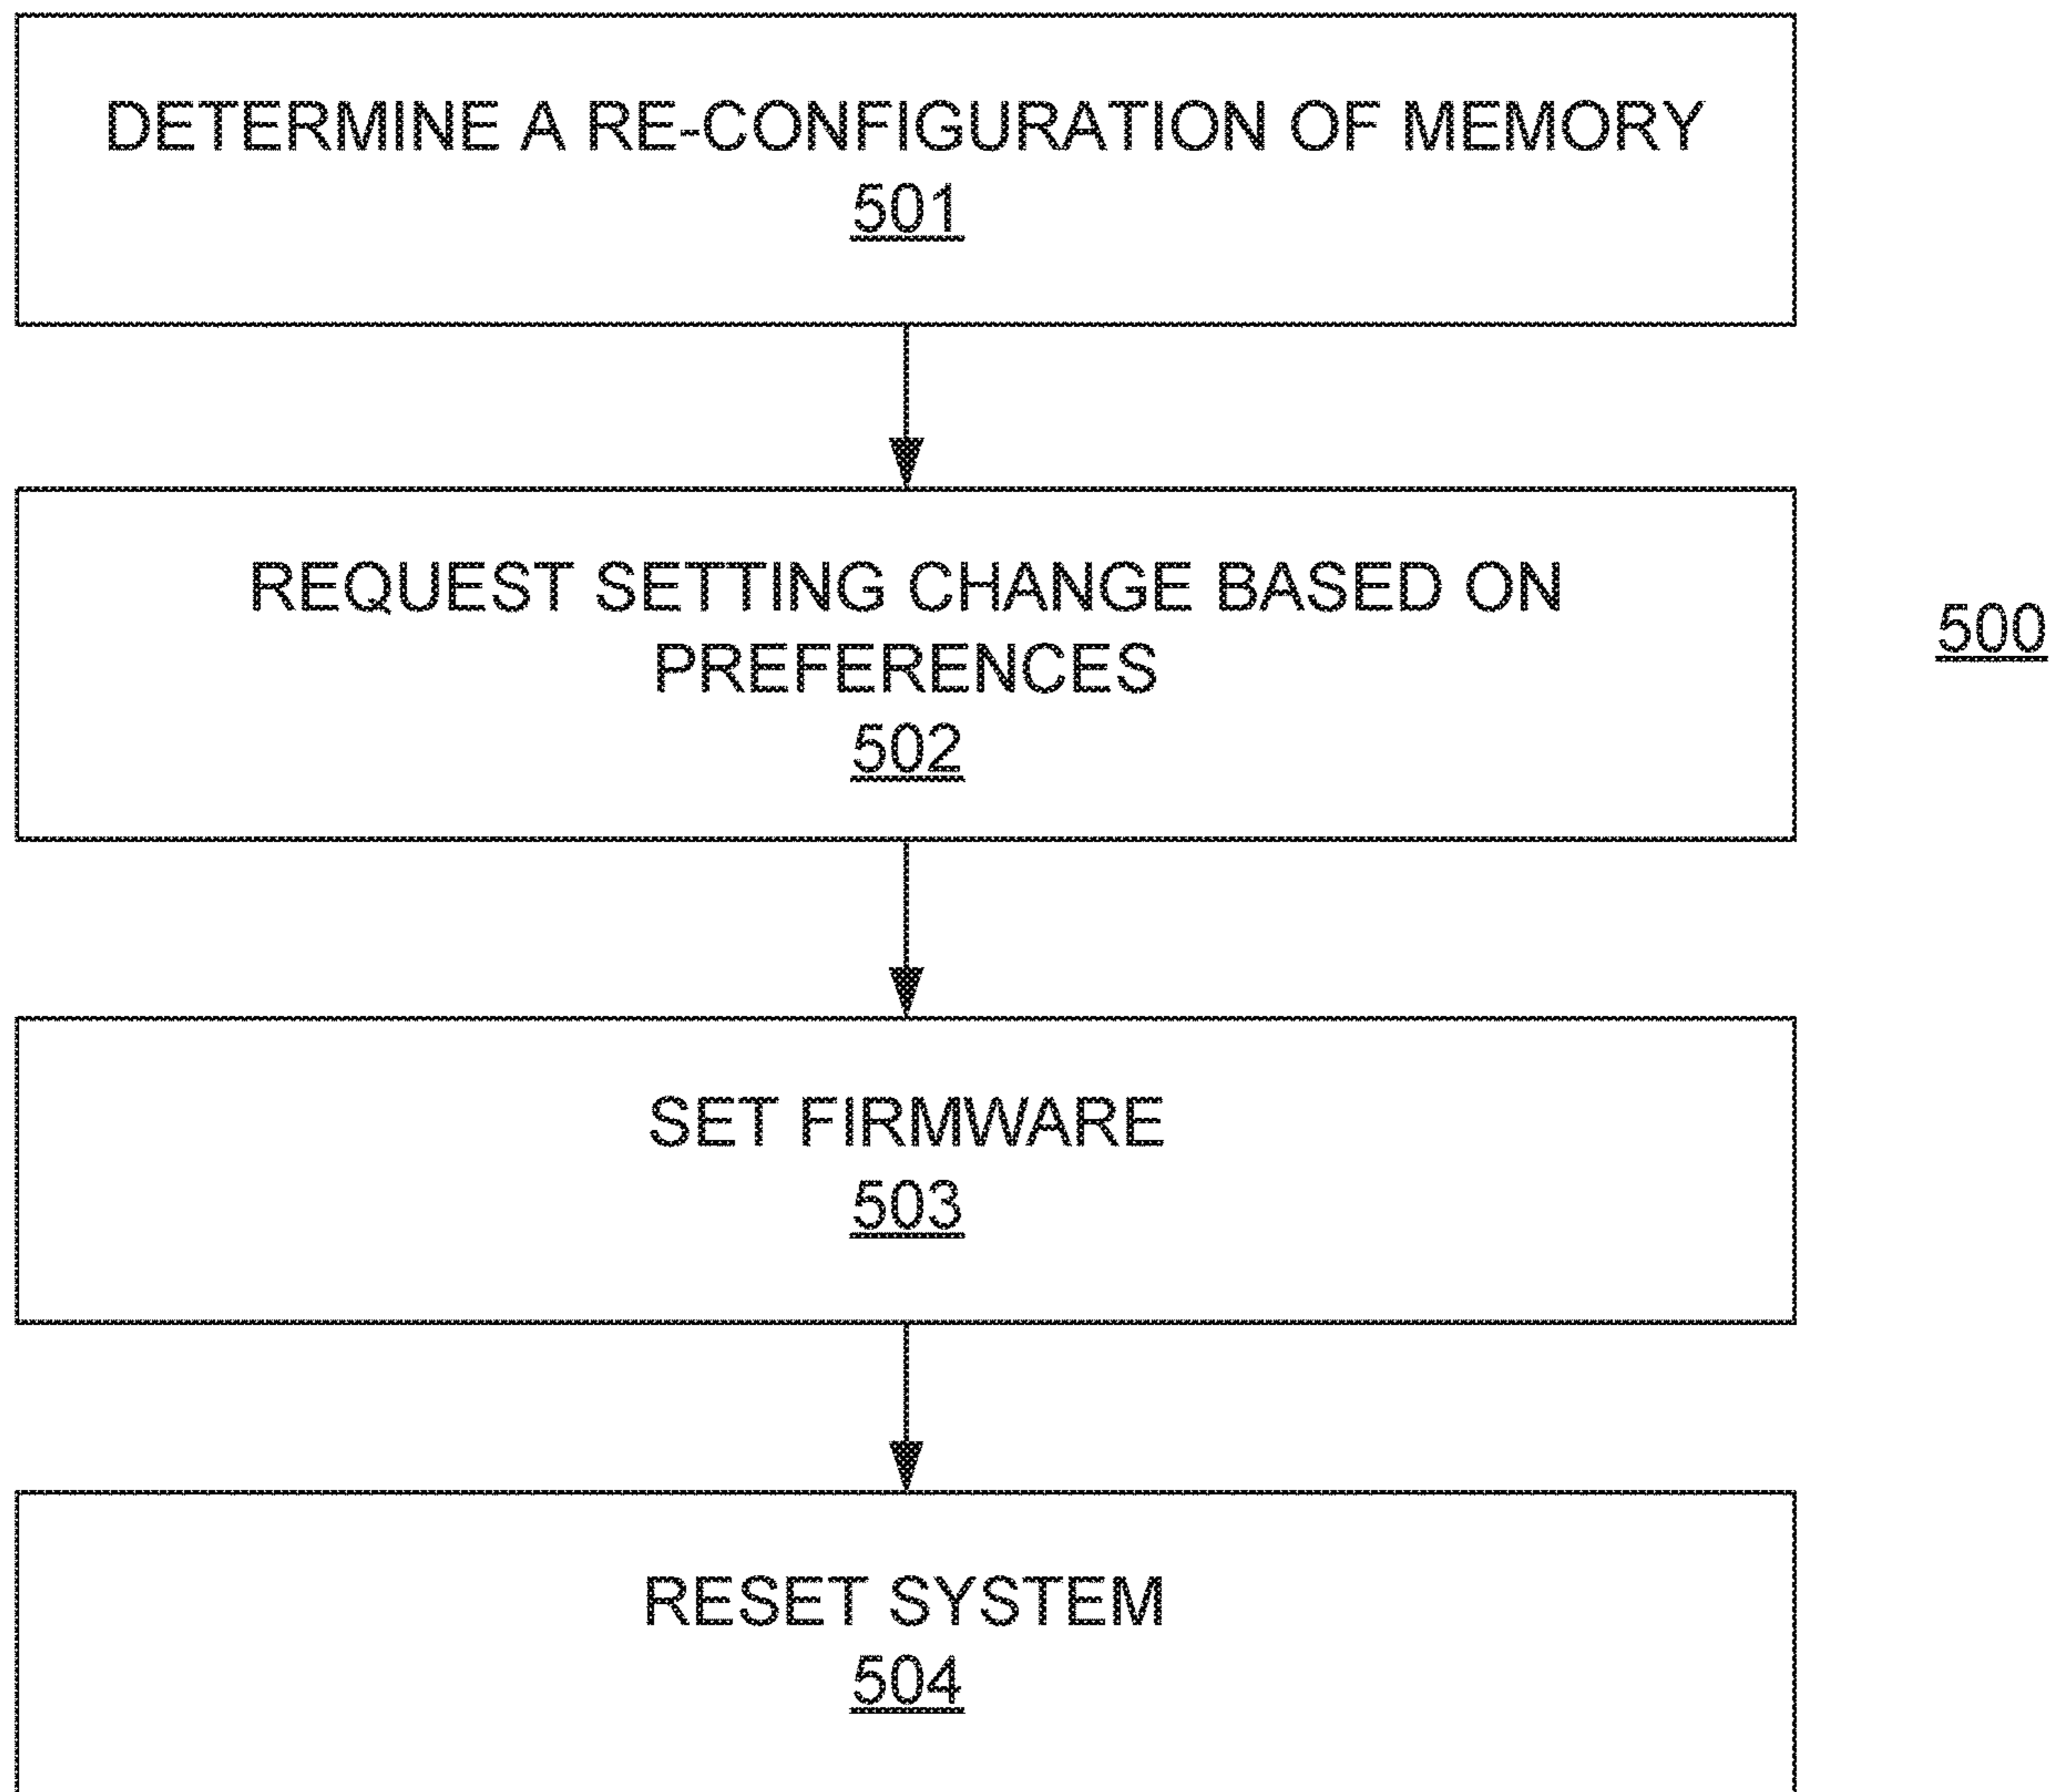 DETERMINE A RE-CONFIGURATION OF MEMORY
501
REQUEST SETTING CHANGE BASED ON
PREFERENCES
502
500
SET FIRMWARE
503
RESET SYSTEM
504